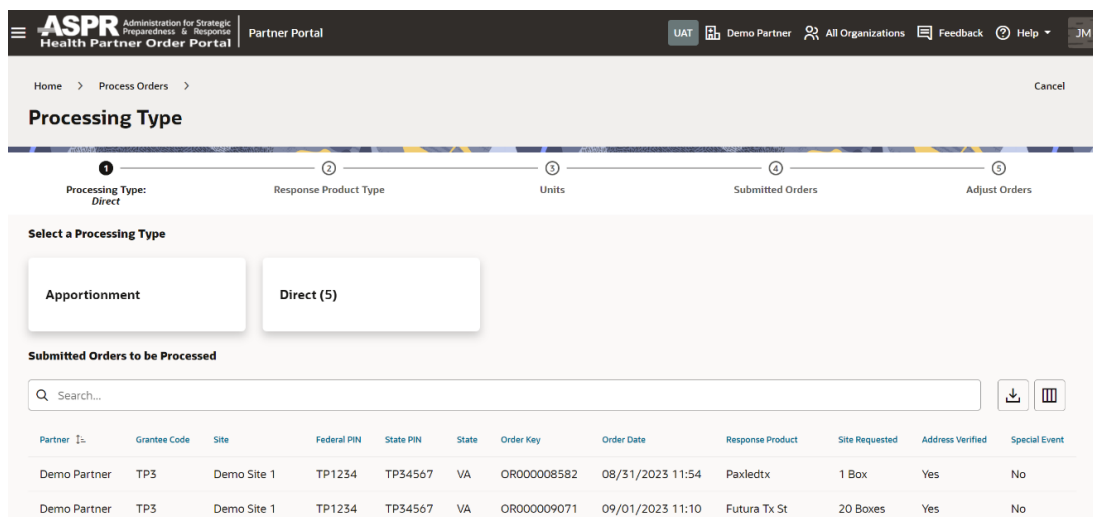 ASPR Administration for Strategic Preparedness & Response
Health Partner Order Portal
Partner Portal
UAT Demo Partner All Organizations Feedback Help JM
Home > Process Orders > Cancel
Processing Type
1 2 3 4 5
Processing Type: Response Product Type Units Submitted Orders Adjust Orders
Direct
Select a Processing Type
Apportionment Direct (5)
Submitted Orders to be Processed
Search...
Partner Grantee Code Site Federal PIN State PIN State Order Key Order Date Response Product Site Requested Address Verified Special Event
Demo Partner TP3 Demo Site 1 TP1234 TP34567 VA OR000008582 08/31/2023 11:54 Paxledtx 1 Box Yes No
Demo Partner TP3 Demo Site 1 TP1234 TP34567 VA OR000009071 09/01/2023 11:10 Futura Tx St 20 Boxes Yes No